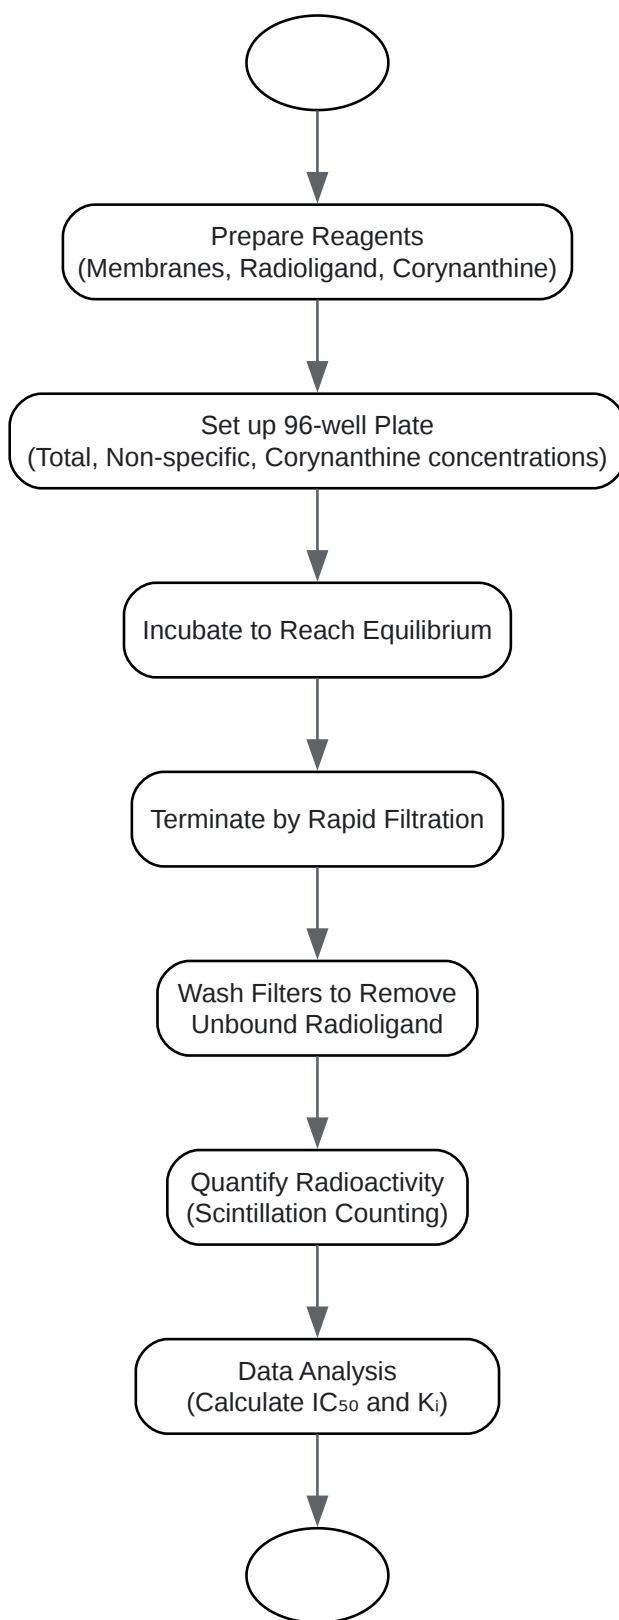 Prepare Reagents
(Membranes, Radioligand, Corynanthine)
Set up 96-well Plate
(Total, Non-specific, Corynanthine concentrations)
Incubate to Reach Equilibrium
Terminate by Rapid Filtration
Wash Filters to Remove
Unbound Radioligand
Quantify Radioactivity
(Scintillation Counting)
Data Analysis
(Calculate IC₅₀ and Kᵢ)